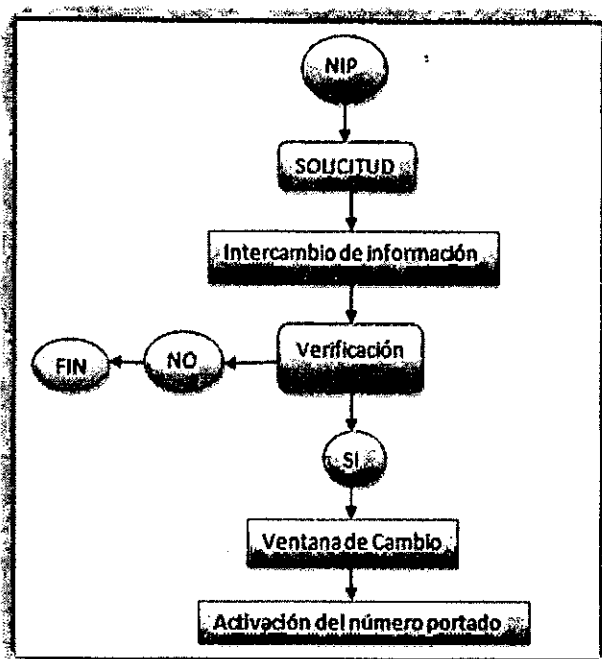 NIP
SOLICITUD
Intercambio de información
Verificación
NO
FIN
SI
Ventana de Cambio
Activación del número portado